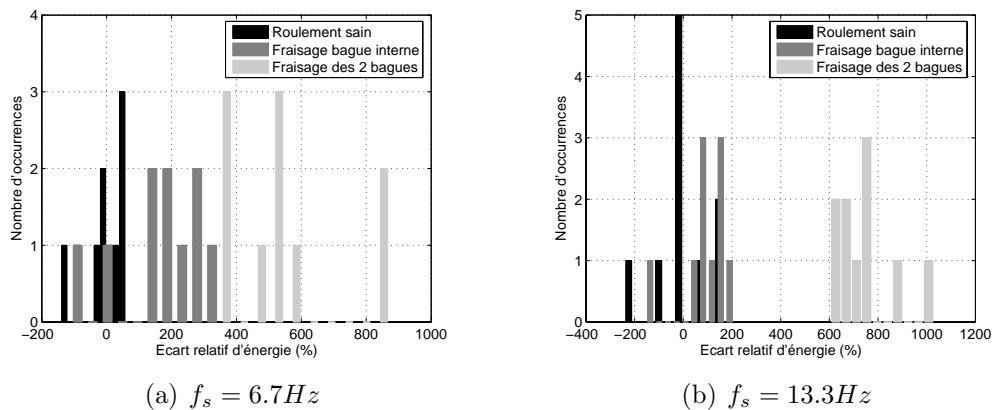 4
3
2
1
0
Nombre d'occurrences
−200 0 200 400 600 800 1000
Ecart relatif d'énergie (%)
Roulement sain
Fraisage bague interne
Fraisage des 2 bagues
(a) f_s = 6.7Hz
5
4
3
2
1
0
Nombre d'occurrences
−400 −200 0 200 400 600 800 1000 1200
Ecart relatif d'énergie (%)
Roulement sain
Fraisage bague interne
Fraisage des 2 bagues
(b) f_s = 13.3Hz